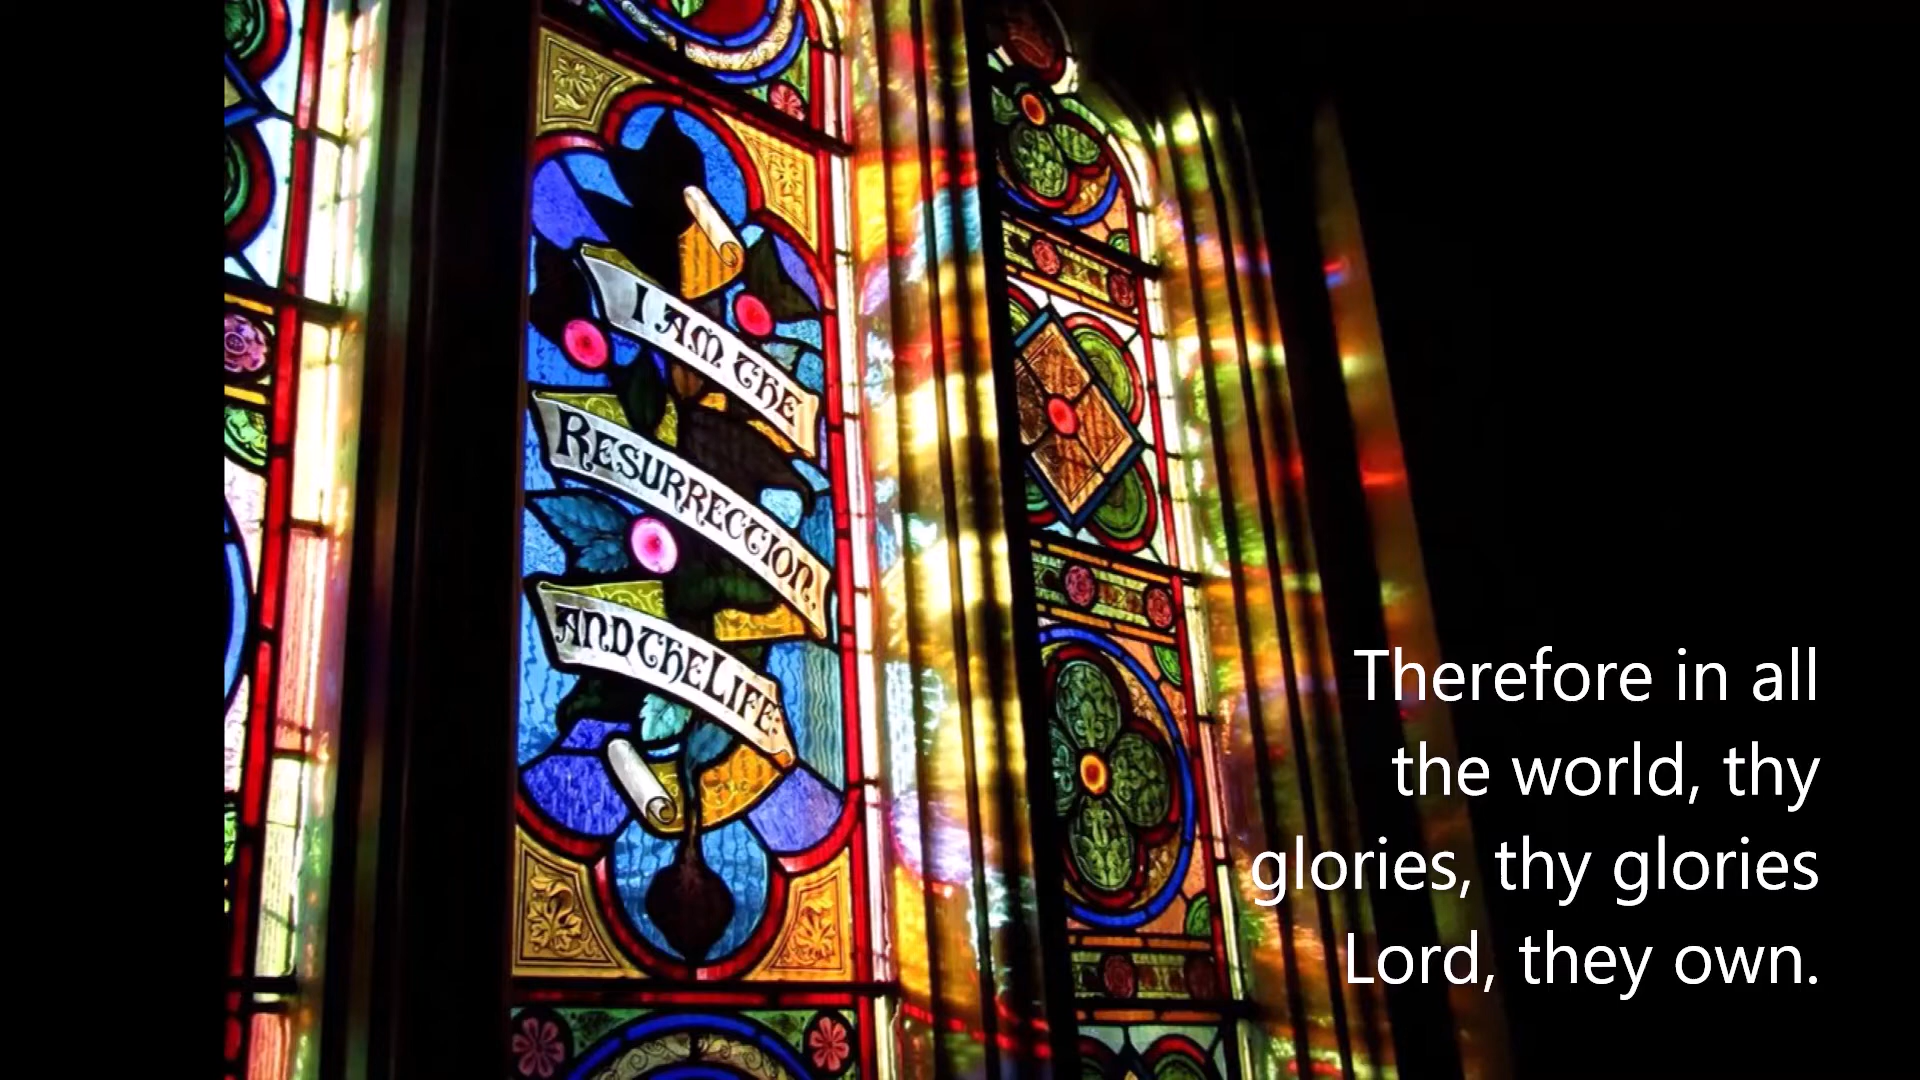 I AM THE
RESURRECTION,
AND THE LIFE:
Therefore in all
the world, thy
glories, thy glories
Lord, they own.